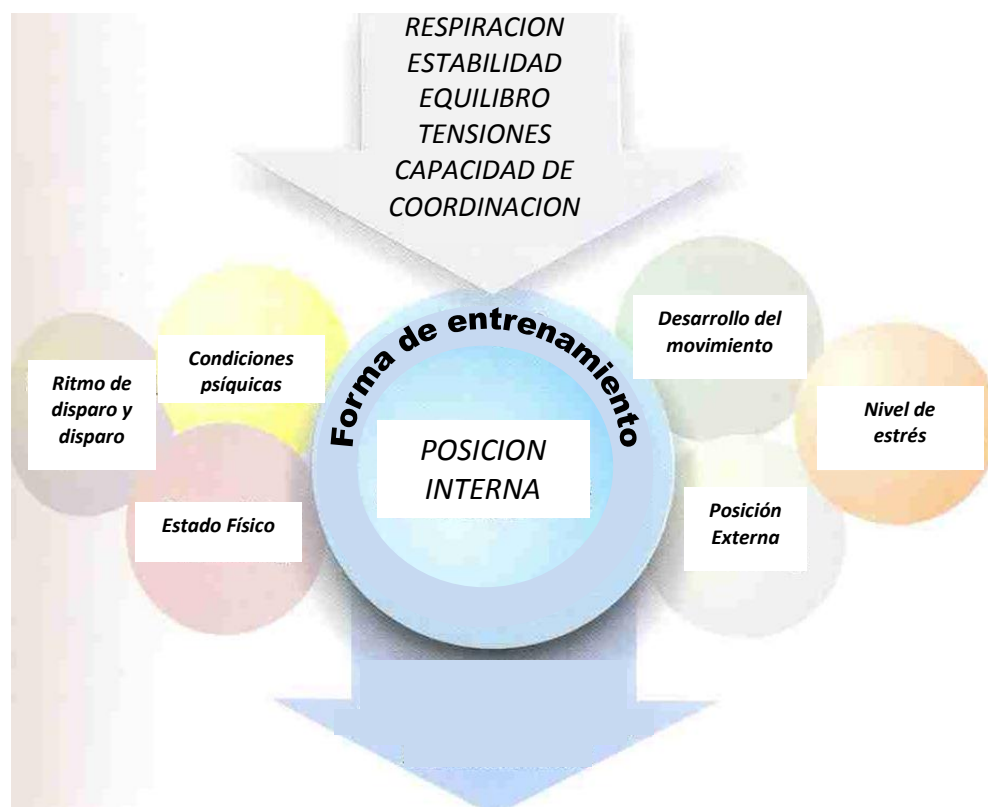 RESPIRACION
ESTABILIDAD
EQUILIBRO
TENSIONES
CAPACIDAD DE
COORDINACION
Forma de entrenamiento
POSICION
INTERNA
Ritmo de
disparo y
disparo
Condiciones
psíquicas
Estado Físico
Desarrollo del
movimiento
Nivel de
estrés
Posición
Externa